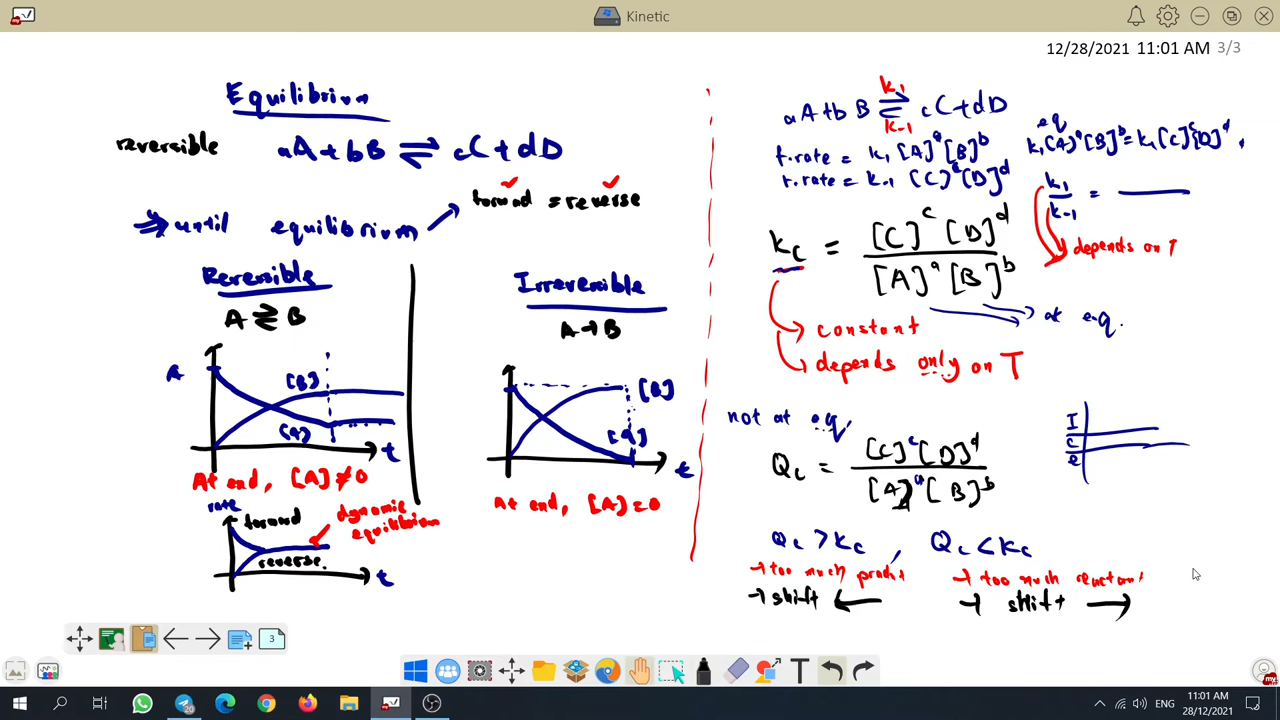 Kinetic
12/28/2021 11:01 AM 3/3
Equilibrium
reversible aA + bB ⇌ cC + dD
forward = reverse
⇒ until equilibrium
Reversible
A ⇌ B
A
[B]
[A]
t
At end, [A] ≠ 0
rate
forward
dynamic
equilibrium
reverse.
t
Irreversible
A → B
[B]
[A]
t
At end, [A] = 0
k1
aA + bB ⇌ cC + dD
k-1
f.rate = k1 [A]^a [B]^b
r.rate = k-1 [C]^c [D]^d
eq
k1[A]^a[B]^b = k1[C]^c[D]^d
k1
k-1 =
depends on T
kc = [C]^c [D]^d
[A]^a [B]^b
at eq.
constant
depends only on T
not at eq,
Qc = [C]^c [D]^d
[A]^a [B]^b
I
c
e
Qc > kc , Qc < kc
→ too much product
→ shift ←
→ too much reactant
→ shift →
3
T
ENG
11:01 AM
28/12/2021
20